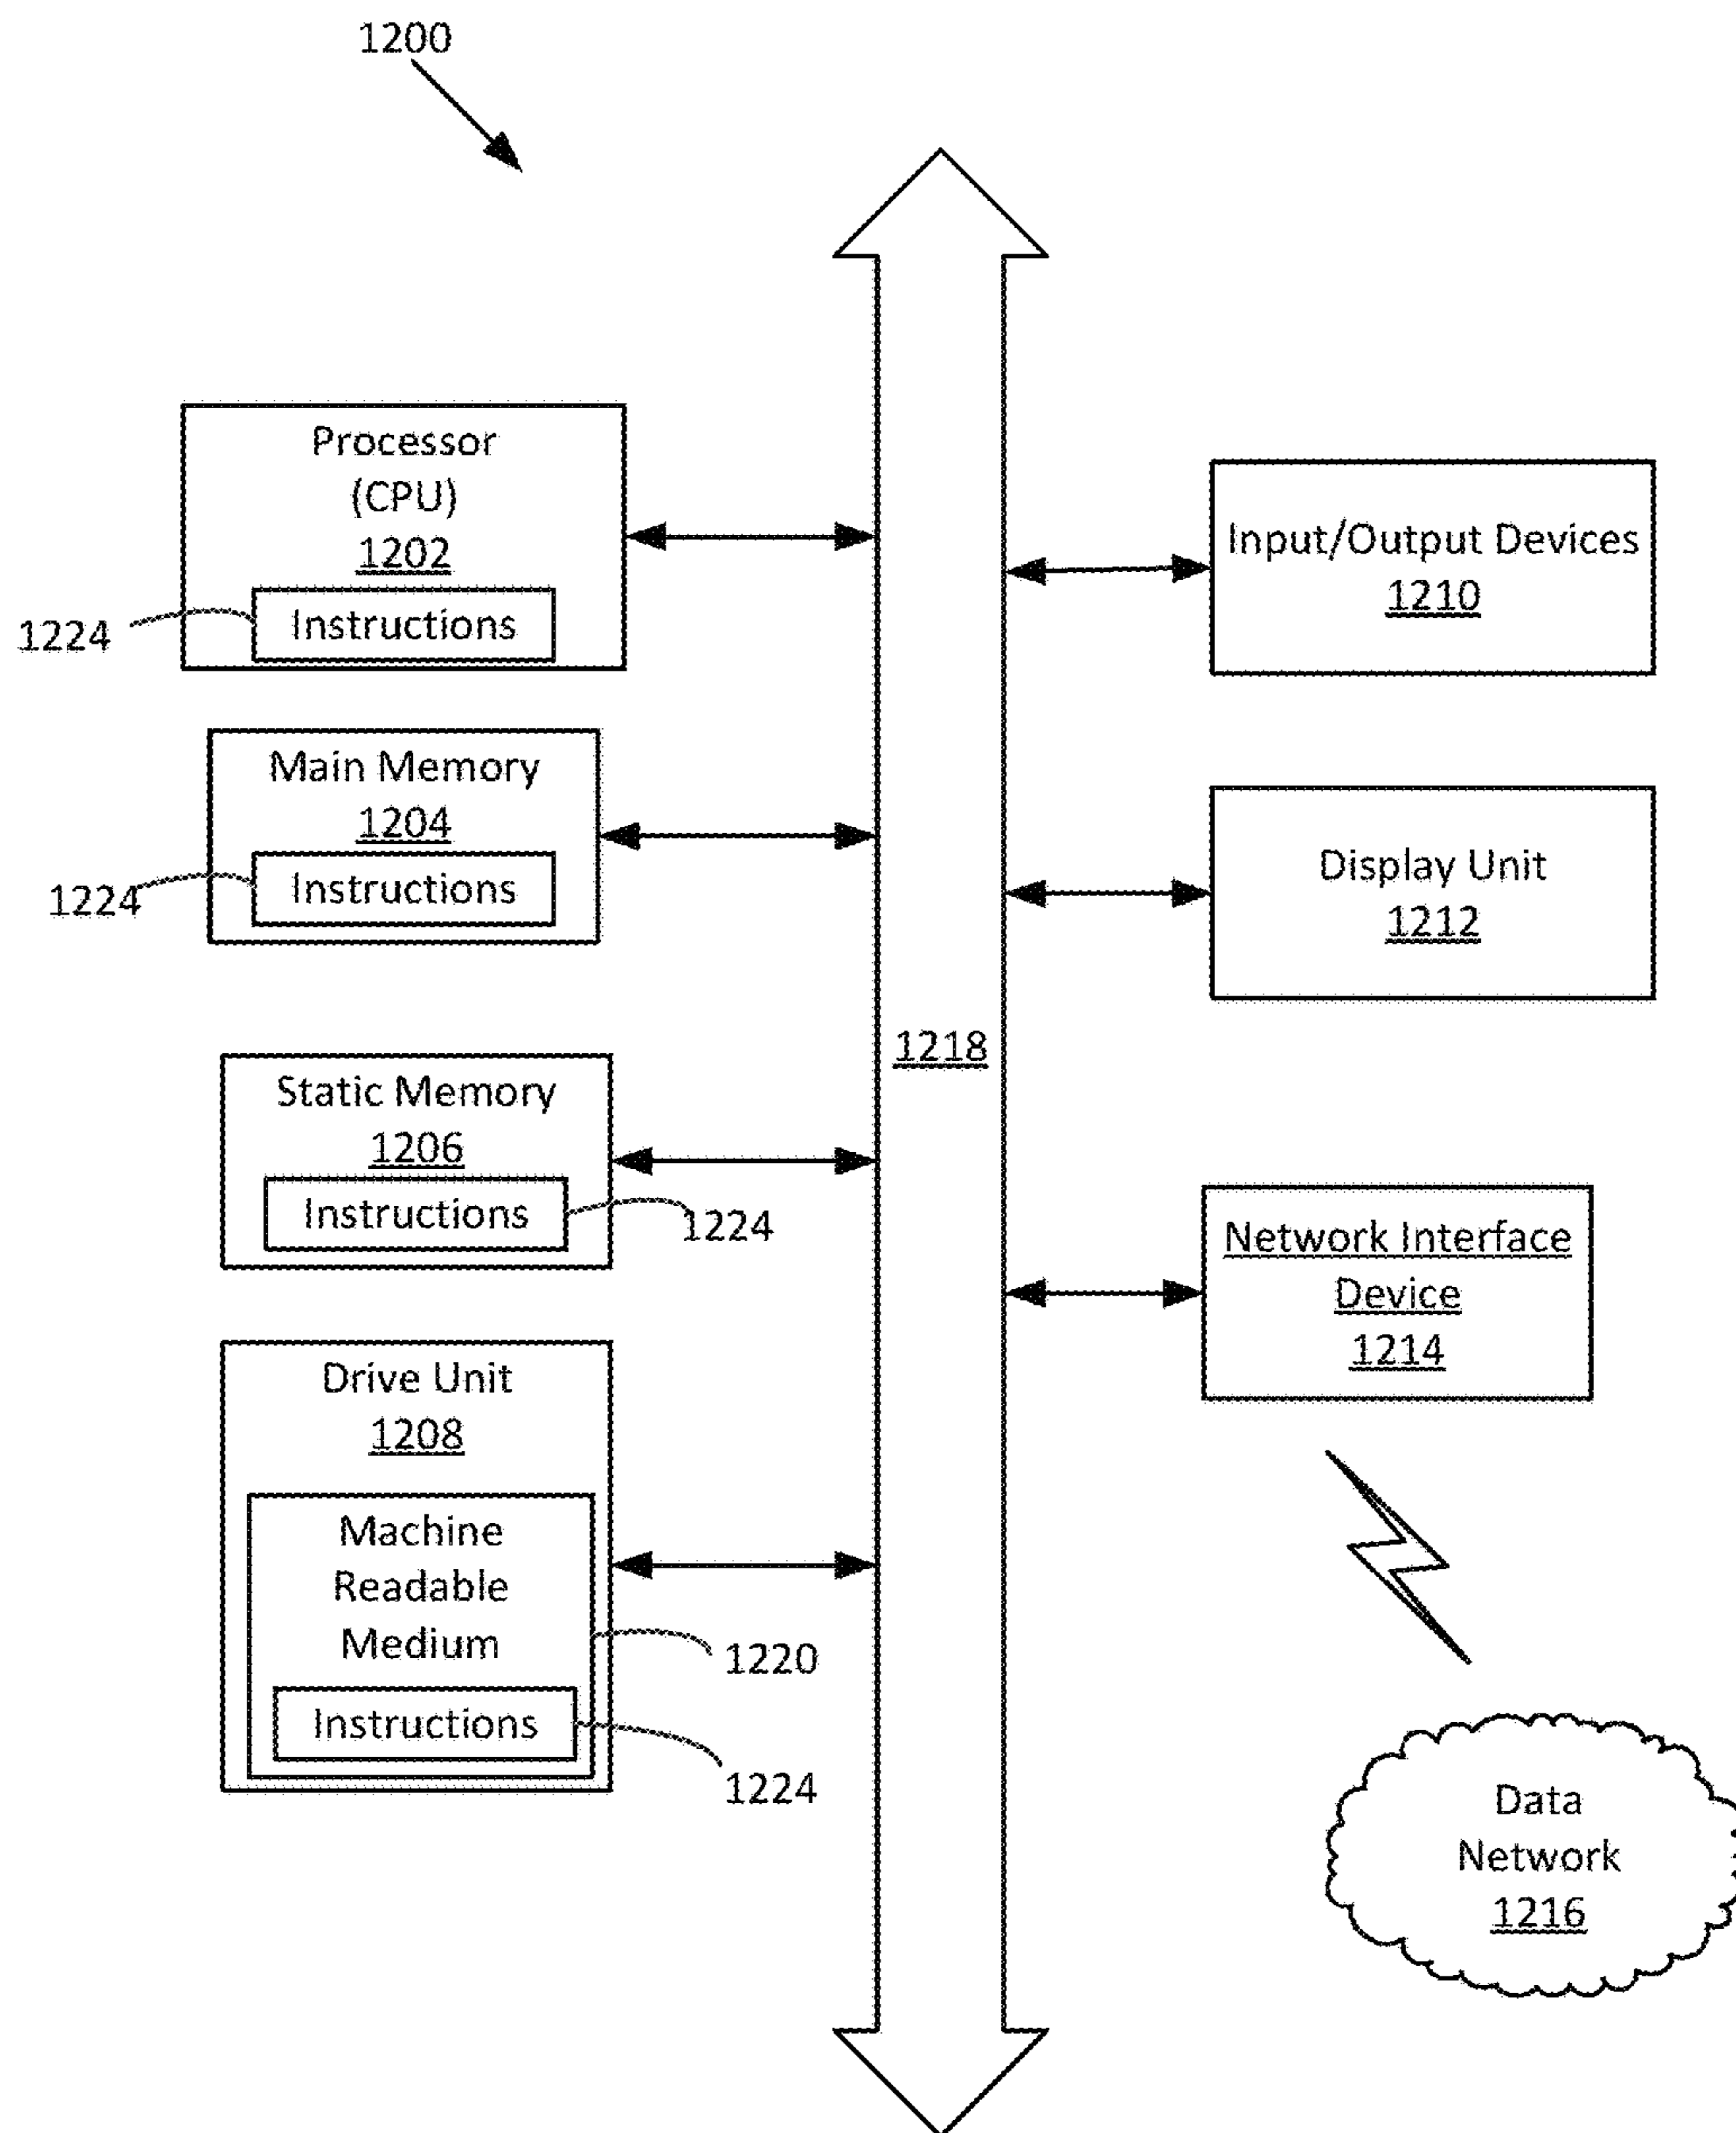 1200
Processor
(CPU)
1202
Instructions
1224
Main Memory
1204
Instructions
1224
Static Memory
1206
Instructions
1224
Drive Unit
1208
Machine
Readable
Medium
1220
Instructions
1224
1218
Input/Output Devices
1210
Display Unit
1212
Network Interface
Device
1214
Data
Network
1216